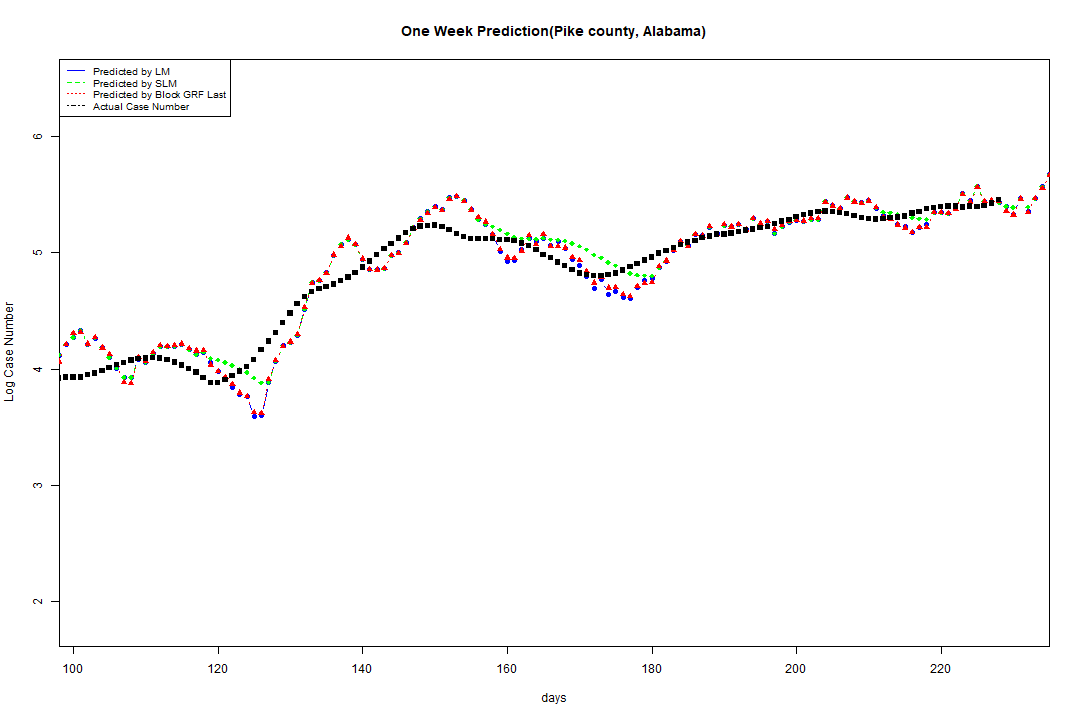 One Week Prediction(Pike county, Alabama)
Predicted by LM
Predicted by SLM
Predicted by Block GRF Last
Actual Case Number
6
5
4
3
2
Log Case Number
100 120 140 160 180 200 220
days